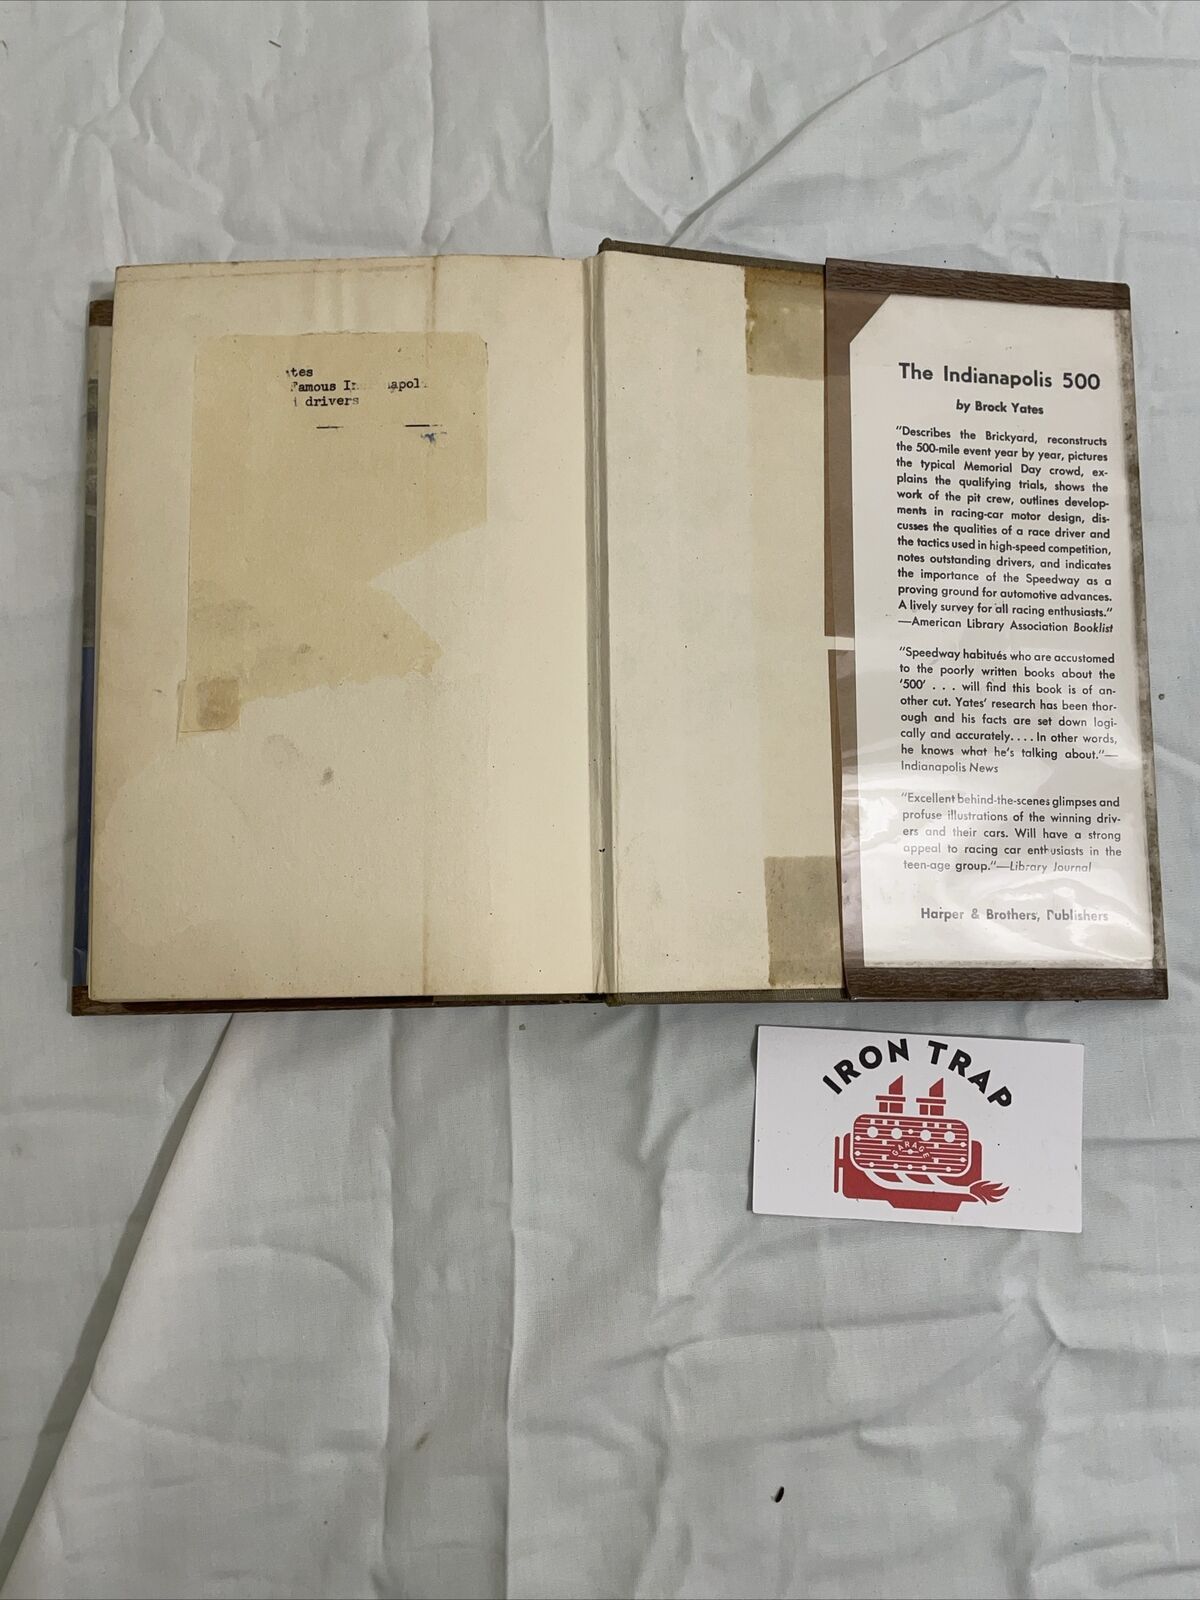 ates
Famous In   napoli
drivers
The Indianapolis 500
by Brock Yates
"Describes the Brickyard, reconstructs
the 500-mile event year by year, pictures
the typical Memorial Day crowd, ex-
plains the qualifying trials, shows the
work of the pit crew, outlines develop-
ments in racing-car motor design, dis-
cusses the qualities of a race driver and
the tactics used in high-speed competition,
notes outstanding drivers, and indicates
the importance of the Speedway as a
proving ground for automotive advances.
A lively survey for all racing enthusiasts."
—American Library Association Booklist
"Speedway habitués who are accustomed
to the poorly written books about the
'500' . . . will find this book is of an-
other cut. Yates' research has been thor-
ough and his facts are set down logi-
cally and accurately. . . . In other words,
he knows what he's talking about."—
Indianapolis News
"Excellent behind-the-scenes glimpses and
profuse illustrations of the winning driv-
ers and their cars. Will have a strong
appeal to racing car enthusiasts in the
teen-age group."—Library Journal
Harper & Brothers, Publishers
IRON TRAP
GARAGE